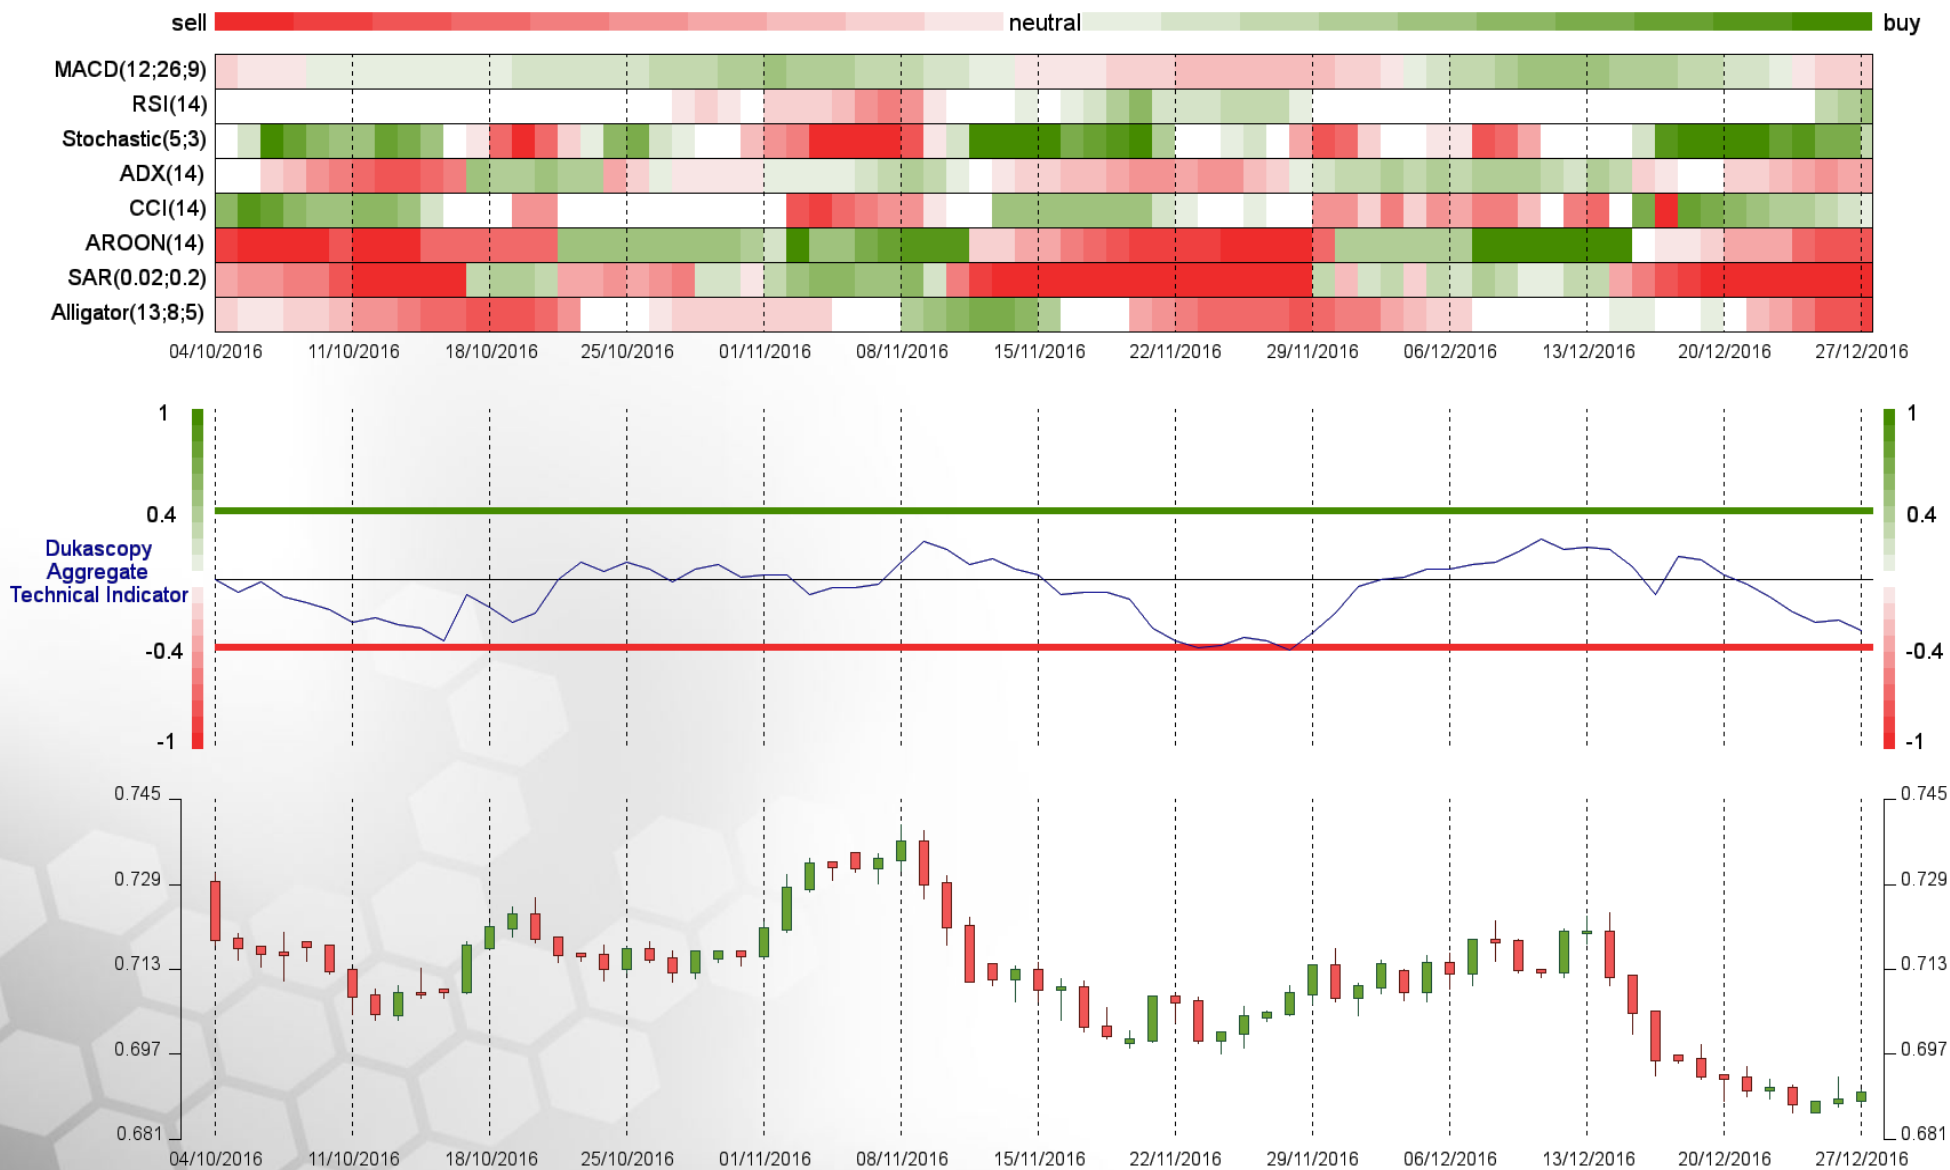 sell neutral buy
MACD(12;26;9)
RSI(14)
Stochastic(5;3)
ADX(14)
CCI(14)
AROON(14)
SAR(0.02;0.2)
Alligator(13;8;5)
04/10/2016 11/10/2016 18/10/2016 25/10/2016 01/11/2016 08/11/2016 15/11/2016 22/11/2016 29/11/2016 06/12/2016 13/12/2016 20/12/2016 27/12/2016
1 1
0.4 0.4
Dukascopy
Aggregate
Technical Indicator
-0.4 -0.4
-1 -1
0.745 0.745
0.729 0.729
0.713 0.713
0.697 0.697
0.681 0.681
04/10/2016 11/10/2016 18/10/2016 25/10/2016 01/11/2016 08/11/2016 15/11/2016 22/11/2016 29/11/2016 06/12/2016 13/12/2016 20/12/2016 27/12/2016